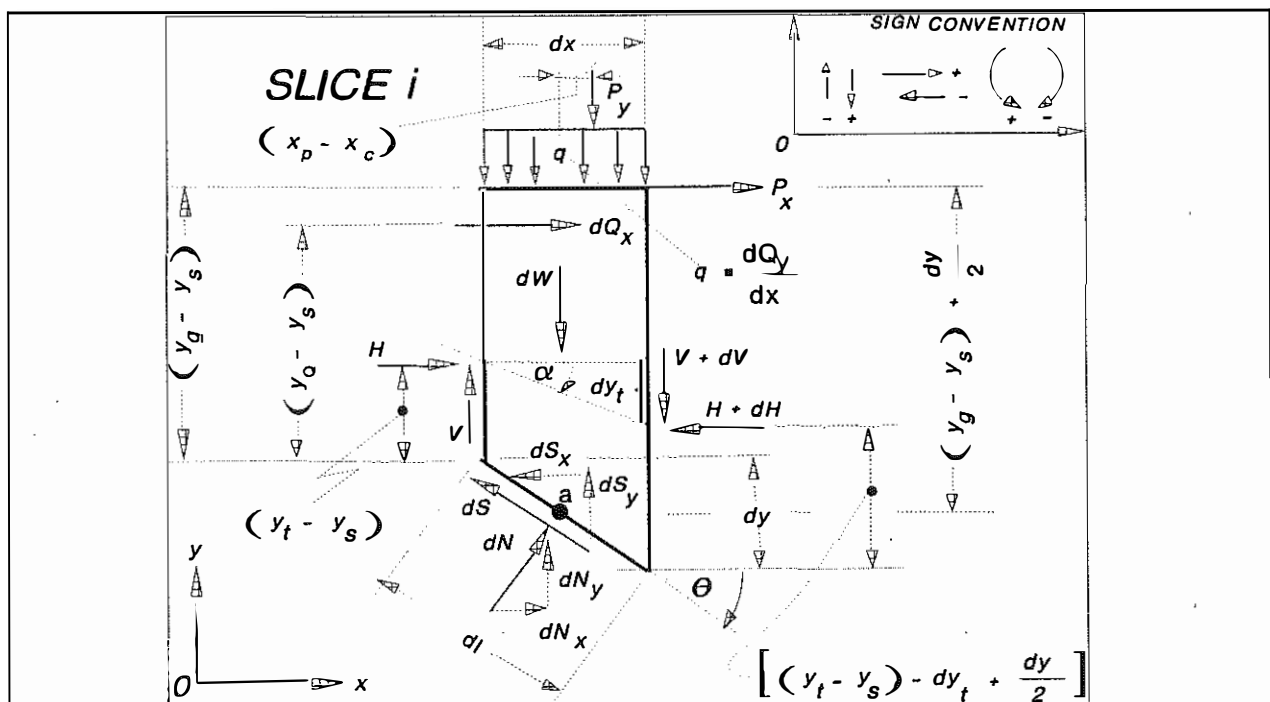 SIGN CONVENTION
- + + - + -
O
SLICE i
dx
P_y
( x_p - x_c )
q
P_x
dQ_x
q = dQ_y / dx
dW
( y_g - y_s )
( y_Q - y_s )
( y_g - y_s ) + dy / 2
H
V
α
dy_t
V + dV
H + dH
dS_x
dS_y
dS
a
dy
( y_t - y_s )
dN
dN_y
dN_x
dl
θ
y
O
x
[ ( y_t - y_s ) - dy_t + dy / 2 ]